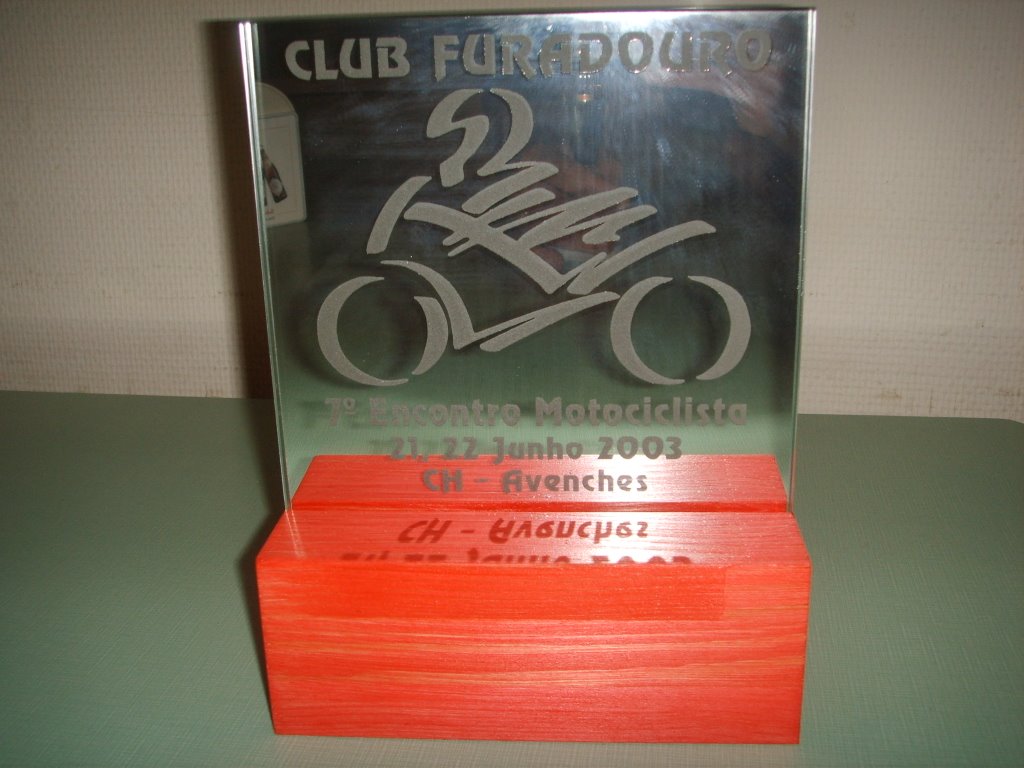 CLUB FURADOURO
7º Encontro Motociclista
21, 22 Junho 2003
CH - Avenches